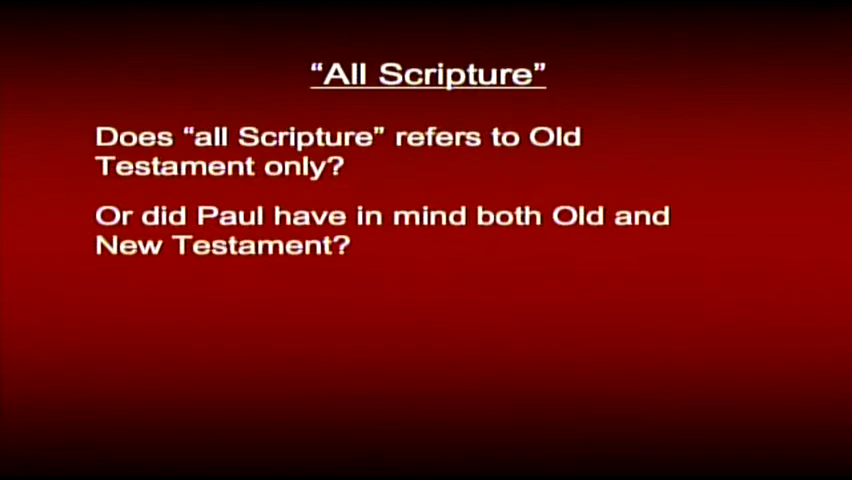 “All Scripture”
Does “all Scripture” refers to Old
Testament only?
Or did Paul have in mind both Old and
New Testament?